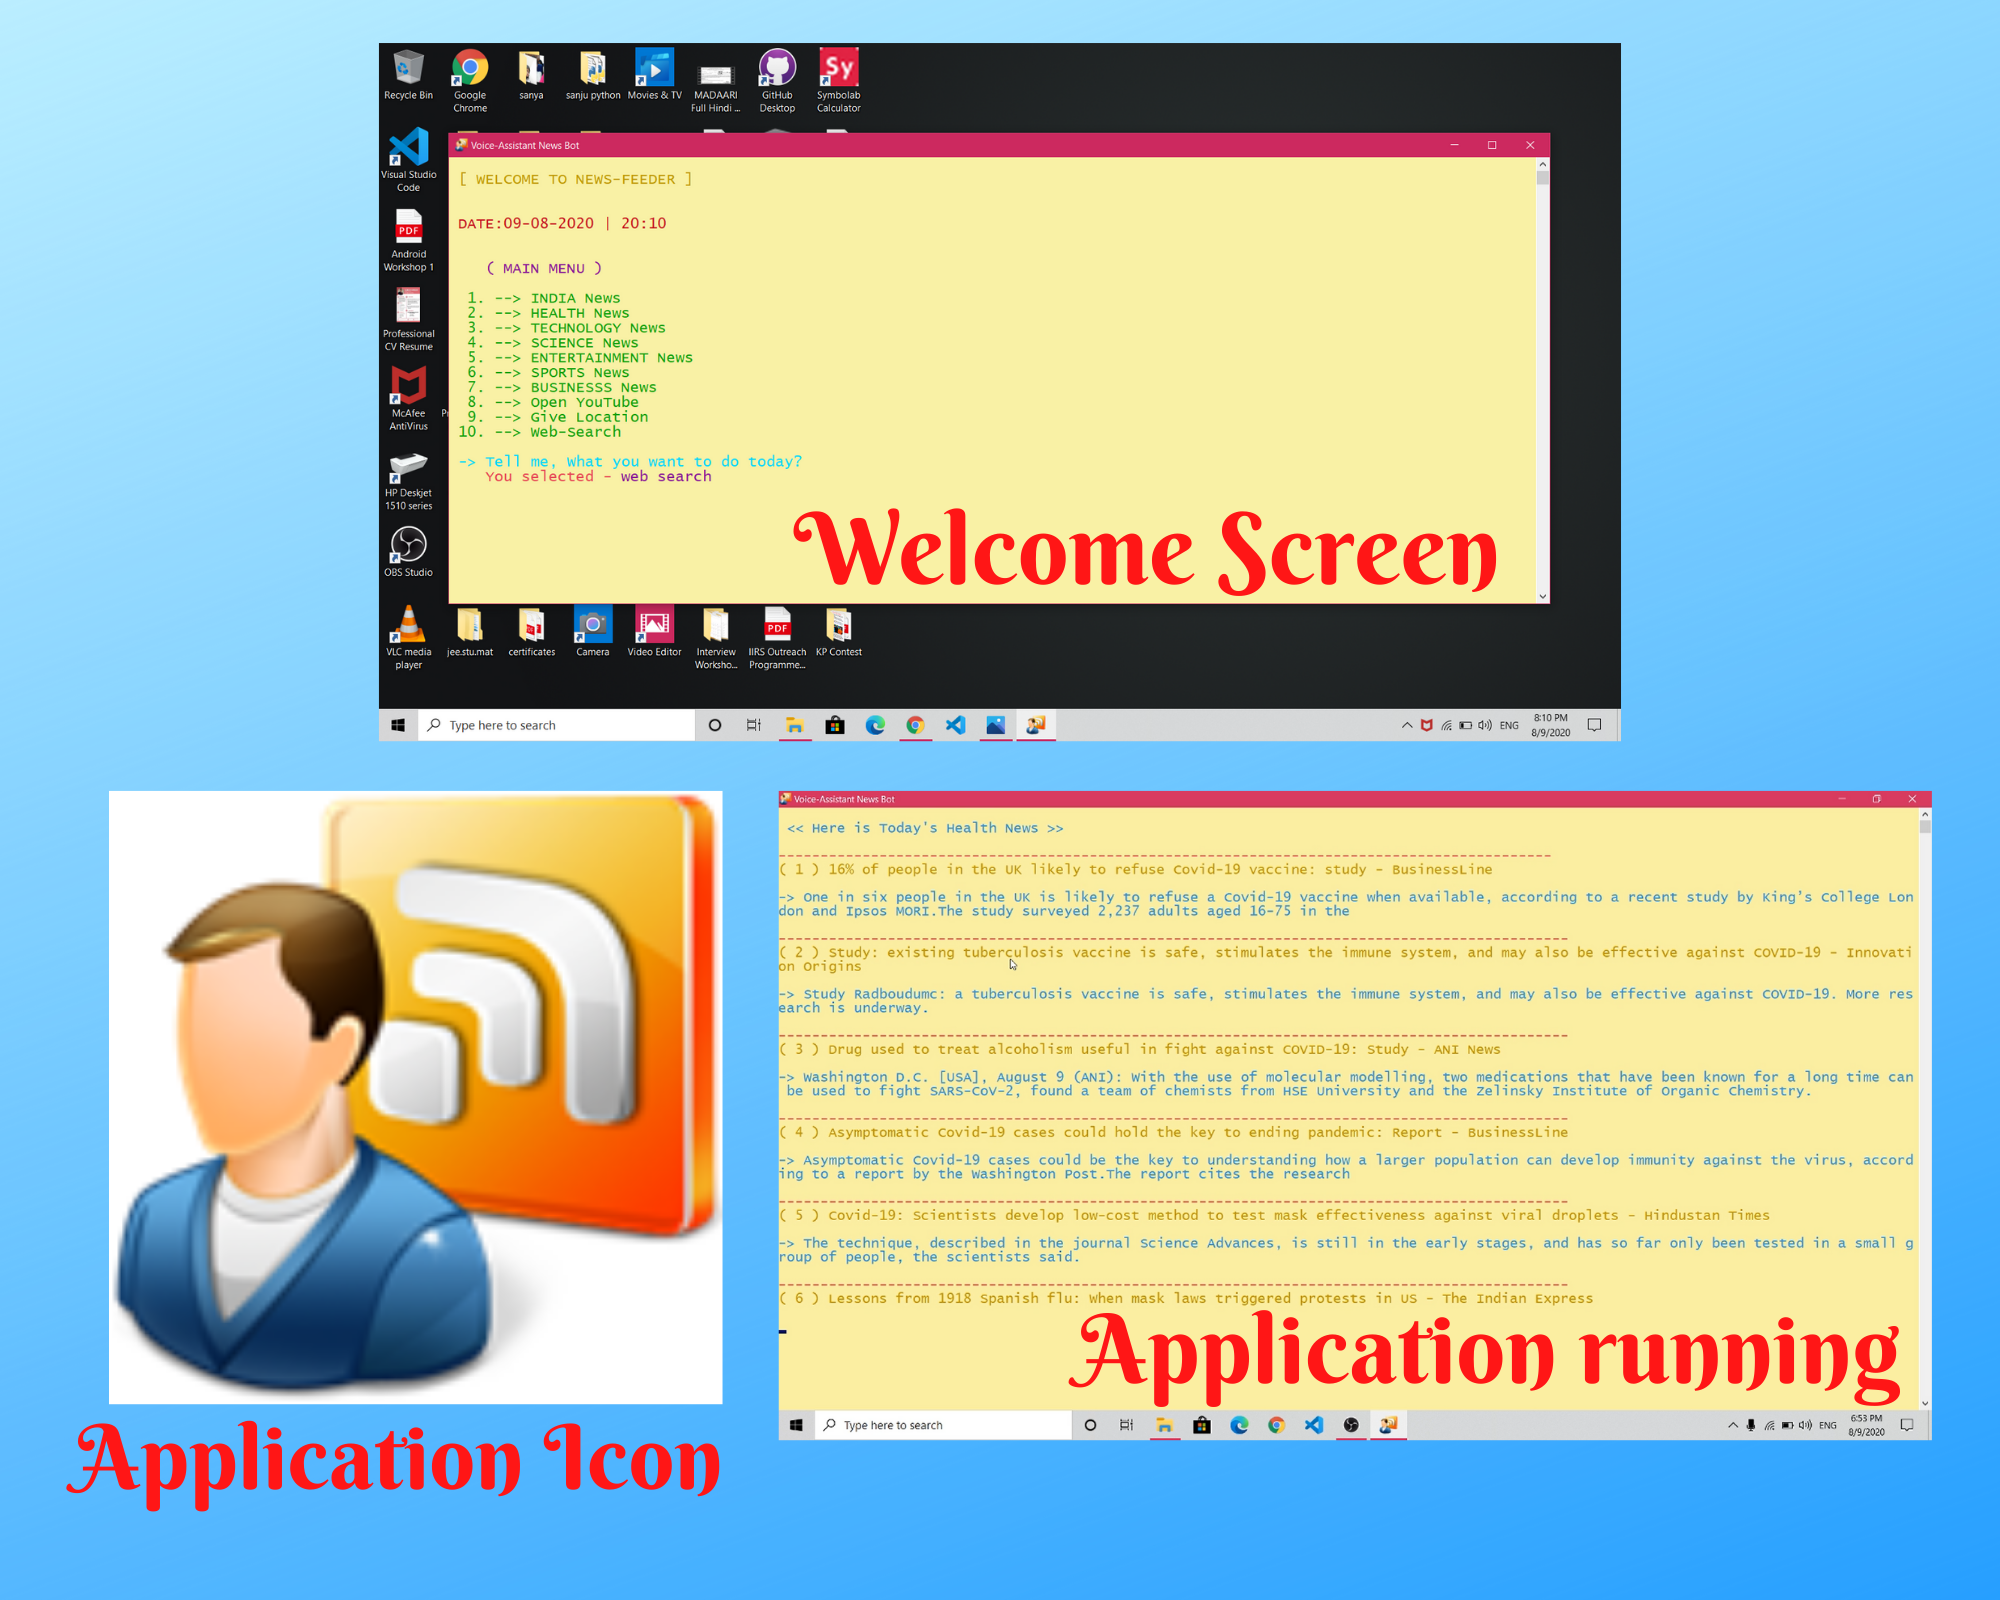 Recycle Bin
Google
Chrome
sanya
sanju python
Movies & TV
MADAARI
Full Hindi ...
GitHub
Desktop
Sy
Symbolab
Calculator
Visual Studio
Code
PDF
Android
Workshop 1
Professional
CV Resume
McAfee
AntiVirus
P
HP Deskjet
1510 series
OBS Studio
VLC media
player
jee.stu.mat
certificates
Camera
Video Editor
Interview
Worksho...
PDF
IIRS Outreach
Programme...
KP Contest
Voice-Assistant News Bot
[ WELCOME TO NEWS-FEEDER ]
DATE:09-08-2020 | 20:10
( MAIN MENU )
1. --> INDIA News
2. --> HEALTH News
3. --> TECHNOLOGY News
4. --> SCIENCE News
5. --> ENTERTAINMENT News
6. --> SPORTS News
7. --> BUSINESSS News
8. --> Open YouTube
9. --> Give Location
10. --> Web-Search
-> Tell me, What you want to do today?
You selected - web search
Welcome Screen
Type here to search
ENG
8:10 PM
8/9/2020
Application Icon
Voice-Assistant News Bot
<< Here is Today's Health News >>
( 1 ) 16% of people in the UK likely to refuse Covid-19 vaccine: study - BusinessLine
-> One in six people in the UK is likely to refuse a Covid-19 vaccine when available, according to a recent study by King's College Lon
don and Ipsos MORI.The study surveyed 2,237 adults aged 16-75 in the
( 2 ) Study: existing tuberculosis vaccine is safe, stimulates the immune system, and may also be effective against COVID-19 - Innovati
on Origins
-> Study Radboudumc: a tuberculosis vaccine is safe, stimulates the immune system, and may also be effective against COVID-19. More res
earch is underway.
( 3 ) Drug used to treat alcoholism useful in fight against COVID-19: Study - ANI News
-> Washington D.C. [USA], August 9 (ANI): With the use of molecular modelling, two medications that have been known for a long time can
be used to fight SARS-CoV-2, found a team of chemists from HSE University and the Zelinsky Institute of Organic Chemistry.
( 4 ) Asymptomatic Covid-19 cases could hold the key to ending pandemic: Report - BusinessLine
-> Asymptomatic Covid-19 cases could be the key to understanding how a larger population can develop immunity against the virus, accord
ing to a report by the Washington Post.The report cites the research
( 5 ) Covid-19: Scientists develop low-cost method to test mask effectiveness against viral droplets - Hindustan Times
-> The technique, described in the journal Science Advances, is still in the early stages, and has so far only been tested in a small g
roup of people, the scientists said.
( 6 ) Lessons from 1918 Spanish flu: When mask laws triggered protests in US - The Indian Express
Application running
Type here to search
ENG
6:53 PM
8/9/2020